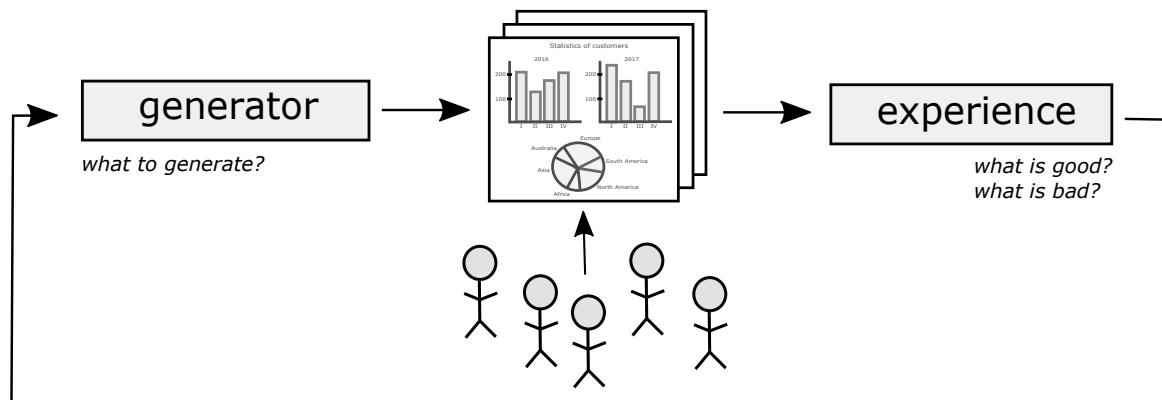 generator
what to generate?
Statistics of customers
2016
200
100
I II III IV
2017
200
100
I II III IV
Europe
Australia
South America
Asia
North America
Africa
experience
what is good?
what is bad?